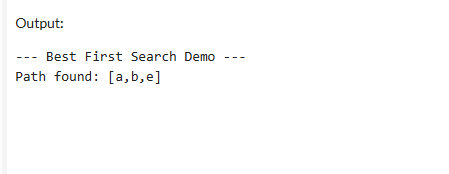 Output:
--- Best First Search Demo ---
Path found: [a,b,e]